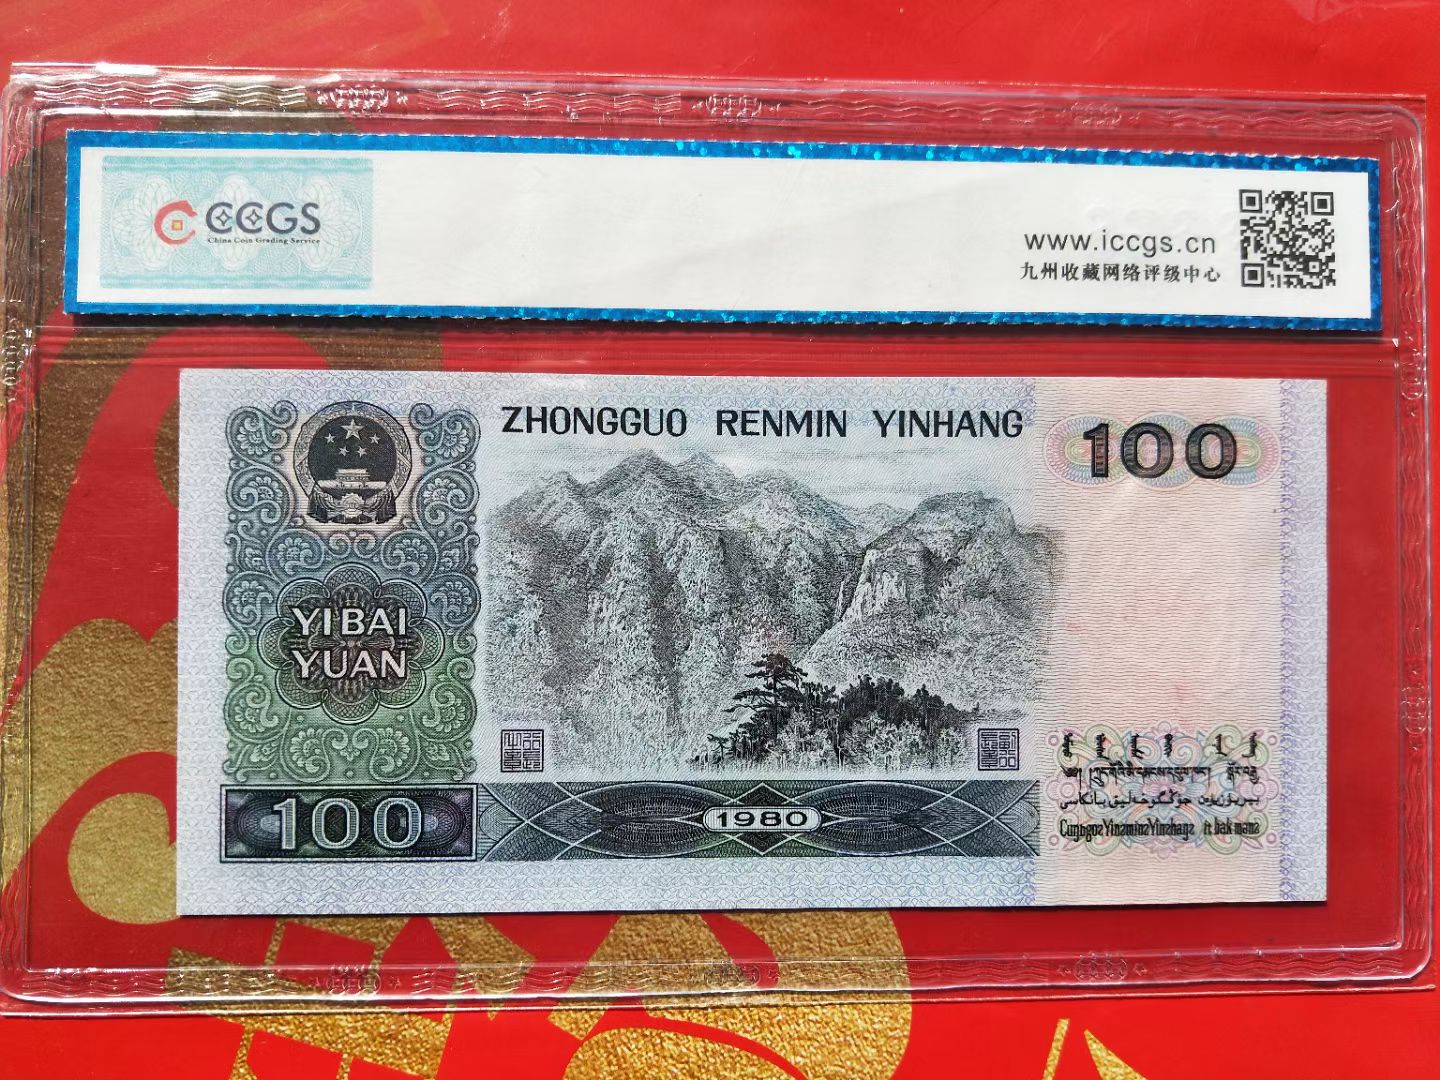 CCGS
China Coin Grading Service
www.iccgs.cn
九州收藏网络评级中心
ZHONGGUO RENMIN YINHANG
100
YIBAI
YUAN
100
1980